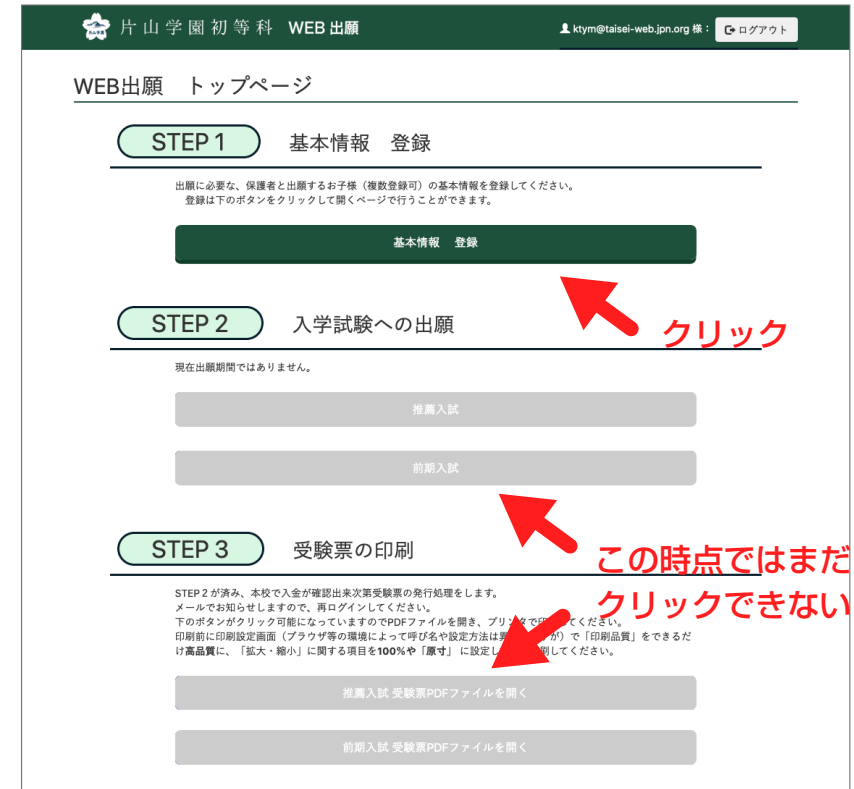 片山学園初等科 WEB 出願
ktym@taisei-web.jpn.org 様： ログアウト
WEB出願　トップページ
STEP 1 基本情報　登録
出願に必要な、保護者と出願するお子様（複数登録可）の基本情報を登録してください。
登録は下のボタンをクリックして開くページで行うことができます。
基本情報　登録
クリック
STEP 2 入学試験への出願
現在出願期間ではありません。
推薦入試
前期入試
この時点ではまだ
クリックできない
STEP 3 受験票の印刷
STEP 2 が済み、本校で入金が確認出来次第受験票の発行処理をします。
メールでお知らせしますので、再ログインしてください。
下のボタンがクリック可能になっていますのでPDFファイルを開き、プリンタで印 てください。
印刷前に印刷設定画面（ブラウザ等の環境によって呼び名や設定方法は異 が）で「印刷品質」をできるだ
け高品質に、「拡大・縮小」に関する項目を100%や「原寸」 に設定し 刷してください。
推薦入試 受験票PDFファイルを開く
前期入試 受験票PDFファイルを開く